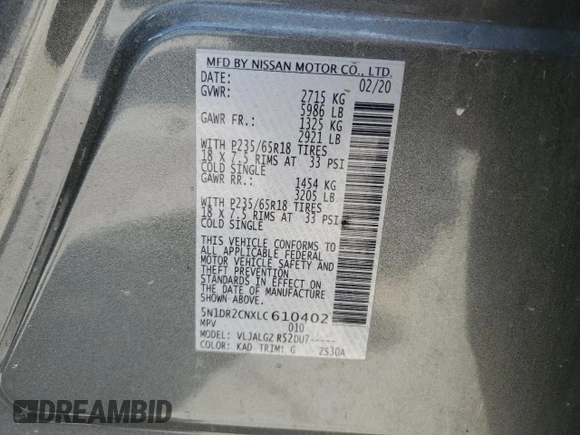 MFD BY NISSAN MOTOR CO., LTD.
DATE: 02/20
GVWR: 2715 KG
5986 LB
GAWR FR.: 1325 KG
2921 LB
WITH P235/65R18 TIRES
18 X 7.5 RIMS AT 33 PSI
COLD SINGLE
GAWR RR.: 1454 KG
3205 LB
WITH P235/65R18 TIRES
18 X 7.5 RIMS AT 33 PSI
COLD SINGLE
THIS VEHICLE CONFORMS TO
ALL APPLICABLE FEDERAL
MOTOR VEHICLE SAFETY AND
THEFT PREVENTION
STANDARDS IN EFFECT ON
THE DATE OF MANUFACTURE
SHOWN ABOVE.
5N1DR2CNXLC610402
MPV 010
MODEL: VLJALGZ R52DU7-----
COLOR: KAD TRIM: G ZS30A
DREAMBID